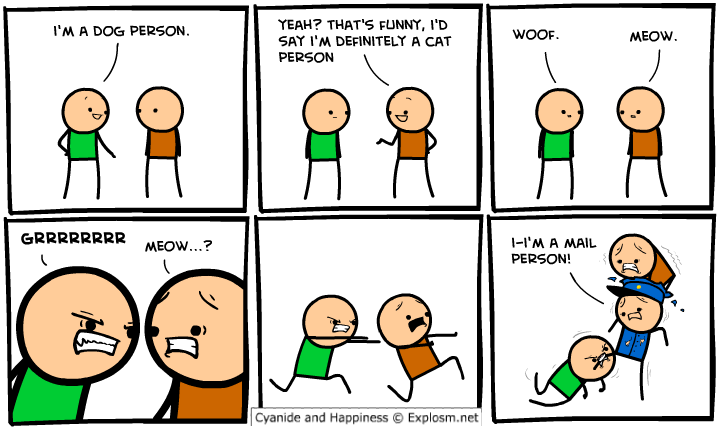 I'M A DOG PERSON.
YEAH? THAT'S FUNNY, I'D
SAY I'M DEFINITELY A CAT
PERSON
WOOF.
MEOW.
GRRRRRRRR
MEOW...?
I-I'M A MAIL
PERSON!
Cyanide and Happiness © Explosm.net